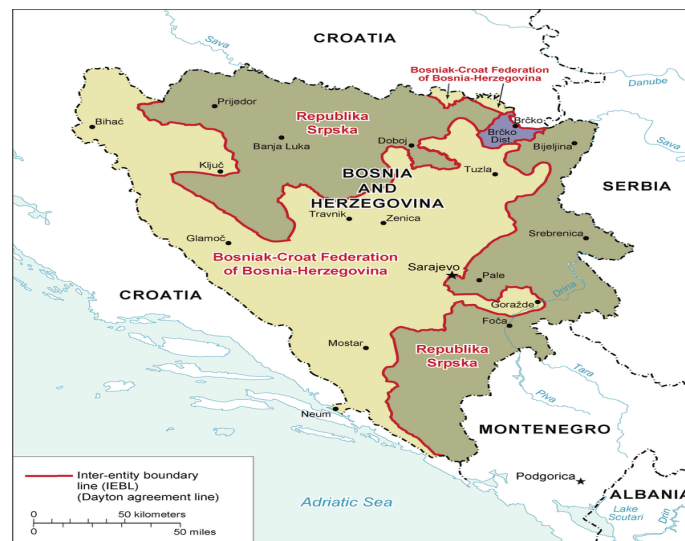 CROATIA
Sava
Danube
Bosniak-Croat Federation
of Bosnia-Herzegovina
Prijedor
Bihać
Republika
Srpska
Brčko
Brčko
Dist.
Banja Luka
Doboj
Bijeljina
Sava
Ključ
BOSNIA
AND
HERZEGOVINA
Tuzla
SERBIA
Travnik
Zenica
Srebrenica
Glamoč
Bosniak-Croat Federation
of Bosnia-Herzegovina
Sarajevo
Pale
Drina
CROATIA
Goražde
Foča
Mostar
Republika
Srpska
Tara
Piva
Neum
MONTENEGRO
Podgorica
ALBANIA
Inter-entity boundary
line (IEBL)
(Dayton agreement line)
0 50 kilometers
0 50 miles
Adriatic Sea
Lake
Scutari
Drin